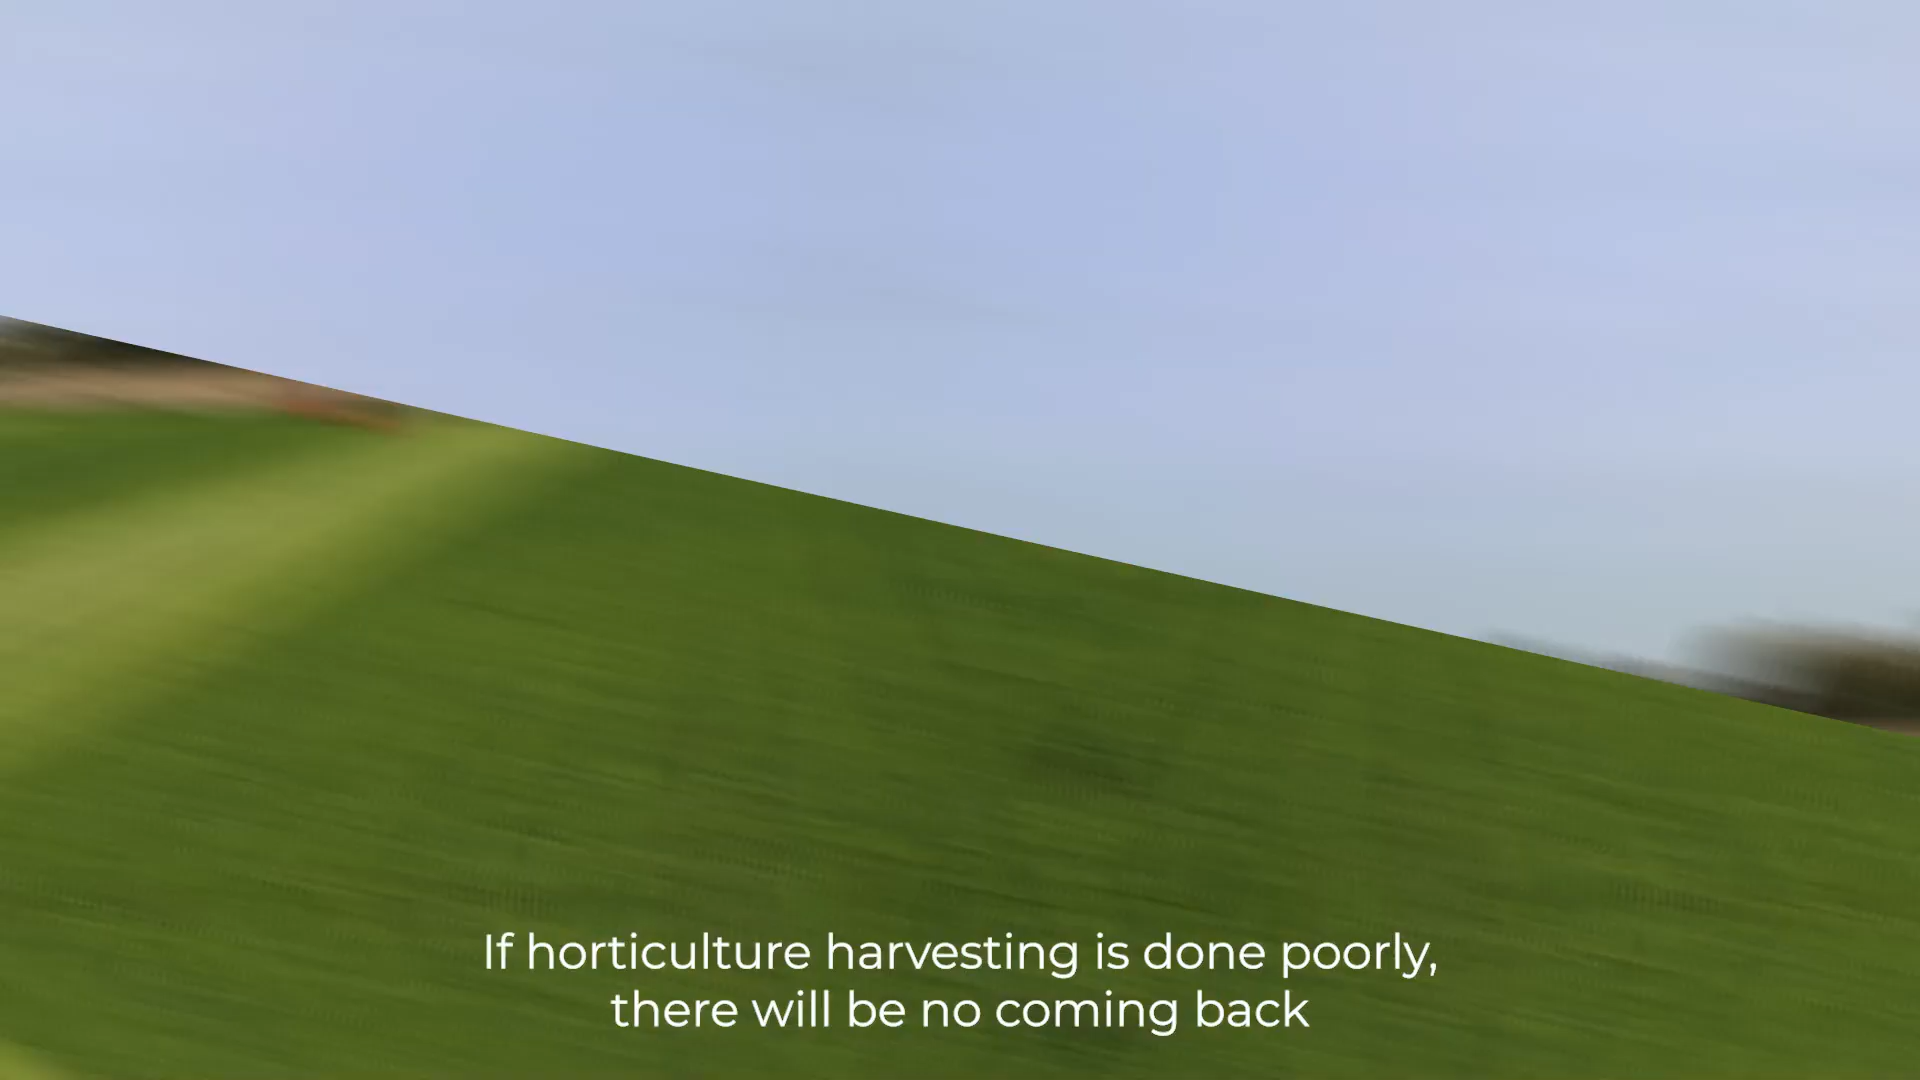 If horticulture harvesting is done poorly,
there will be no coming back